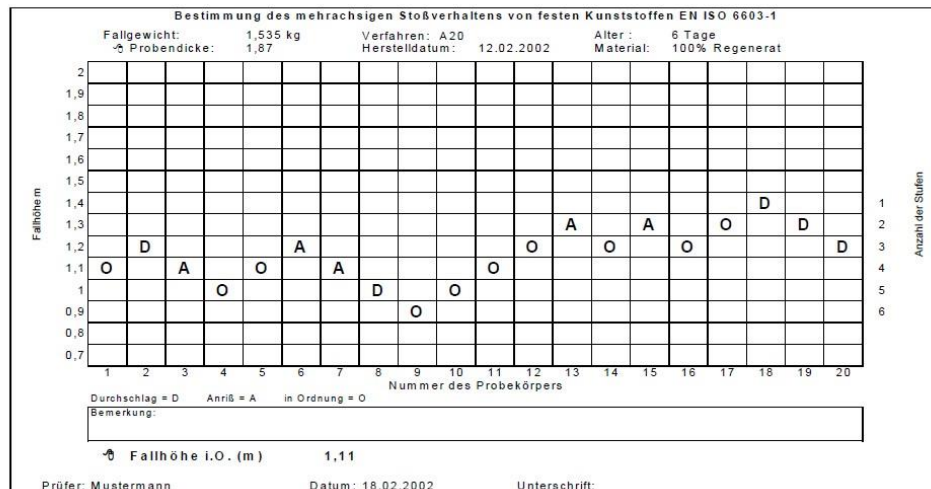 Bestimmung des mehrachsigen Stoßverhaltens von festen Kunststoffen EN ISO 6603-1
Fallgewicht: 1,535 kg Verfahren: A20 Alter : 6 Tage
Probendicke: 1,87 Herstelldatum: 12.02.2002 Material: 100% Regenerat
Fallhöhe m
Anzahl der Stufen
2
1,9
1,8
1,7
1,6
1,5
1,4 D 1
1,3 A A O D 2
1,2 D A O O O D 3
1,1 O A O A O 4
1 O D O 5
0,9 O 6
0,8
0,7
1 2 3 4 5 6 7 8 9 10 11 12 13 14 15 16 17 18 19 20
Nummer des Probekörpers
Durchschlag = D Anriß = A in Ordnung = O
Bemerkung:
Fallhöhe i.O. (m) 1,11
Prüfer: Mustermann Datum: 18.02.2002 Unterschrift: